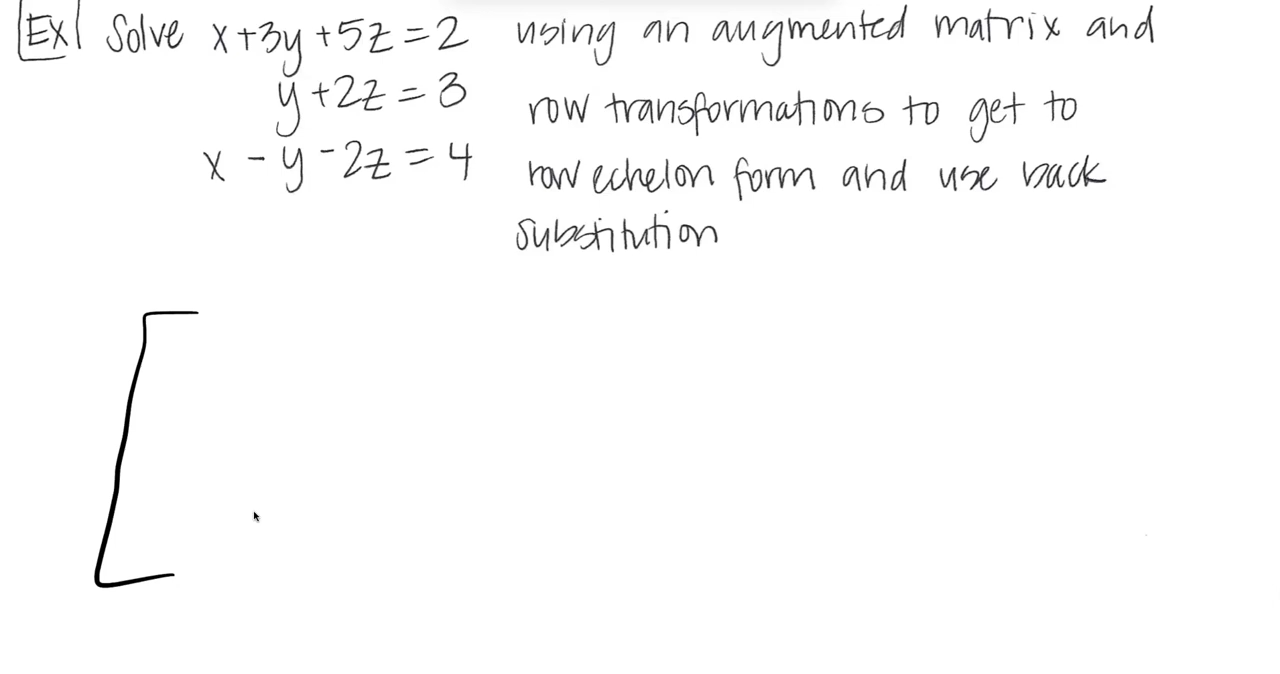 Ex Solve x+3y+5z=2 using an augmented matrix and
y+2z=3 row transformations to get to
x-y-2z=4 row echelon form and use back
substitution